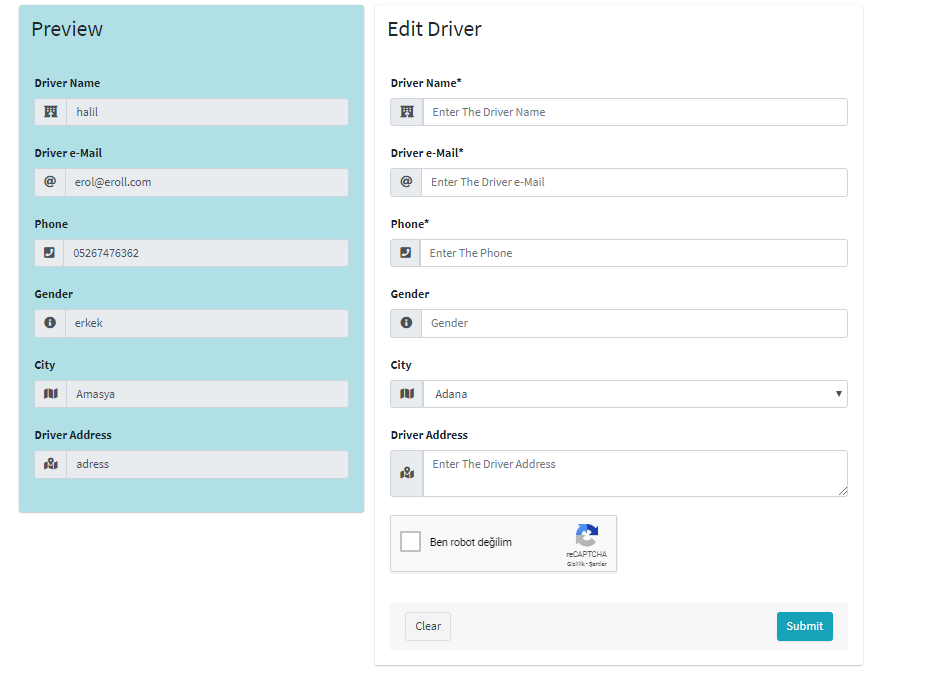 Preview
Driver Name
halil
Driver e-Mail
@
erol@eroll.com
Phone
05267476362
Gender
erkek
City
Amasya
Driver Address
adress
Edit Driver
Driver Name*
Enter The Driver Name
Driver e-Mail*
@
Enter The Driver e-Mail
Phone*
Enter The Phone
Gender
Gender
City
Adana
Driver Address
Enter The Driver Address
Ben robot değilim
reCAPTCHA
Gizlilik - Şartlar
Clear
Submit